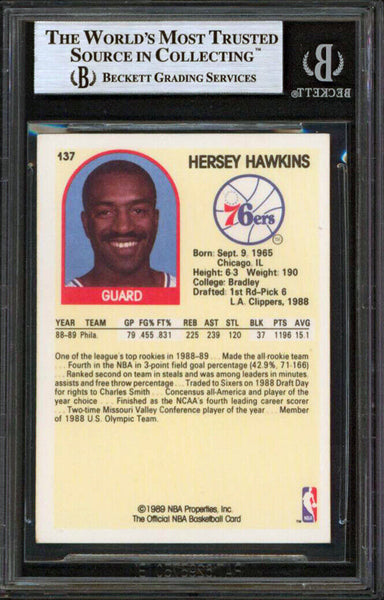 THE WORLD'S MOST TRUSTED
SOURCE IN COLLECTING™
B BECKETT GRADING SERVICES
B
BECKETT
137
HERSEY HAWKINS
76ers
GUARD
Born: Sept. 9, 1965
Chicago, IL
Height: 6-3 Weight: 190
College: Bradley
Drafted: 1st Rd-Pick 6
L.A. Clippers, 1988
YEAR TEAM GP FG% FT% REB AST STL BLK PTS AVG
88-89 Phila. 79 .455 .831 225 239 120 37 1196 15.1
One of the league's top rookies in 1988-89 . . . Made the all-rookie team
. . . Fourth in the NBA in 3-point field goal percentage (42.9%, 71-166)
. . . Ranked second on team in steals and was among leaders in minutes,
assists and free throw percentage . . . Traded to Sixers on 1988 Draft Day
for rights to Charles Smith . . . Consensus all-America and player of the
year choice . . . Finished as the NCAA's fourth leading career scorer
. . . Two-time Missouri Valley Conference player of the year . . . Member
of 1988 U.S. Olympic Team.
©1989 NBA Properties, Inc.
The Official NBA Basketball Card
NBA